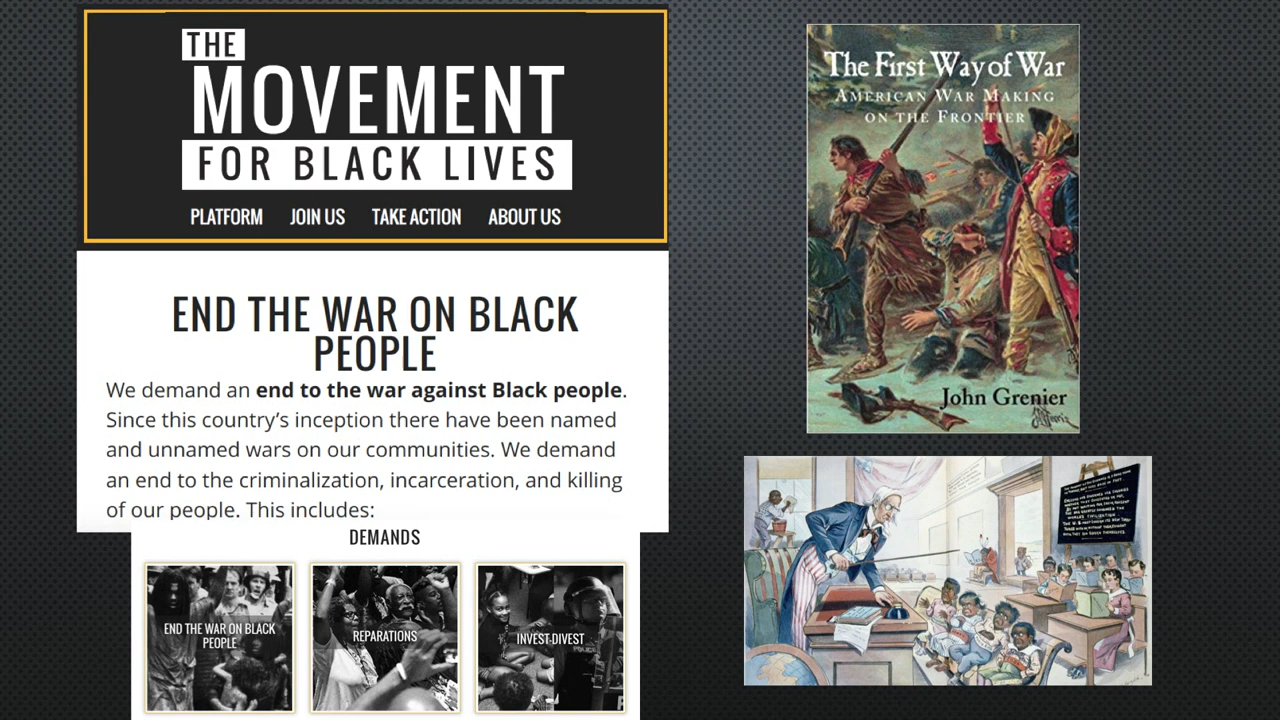 THE
MOVEMENT
FOR BLACK LIVES
PLATFORM JOIN US TAKE ACTION ABOUT US
END THE WAR ON BLACK
PEOPLE
We demand an end to the war against Black people.
Since this country’s inception there have been named
and unnamed wars on our communities. We demand
an end to the criminalization, incarceration, and killing
of our people. This includes:
DEMANDS
END THE WAR ON BLACK
PEOPLE
REPARATIONS
INVEST-DIVEST
The First Way of War
AMERICAN WAR MAKING
ON THE FRONTIER
John Grenier